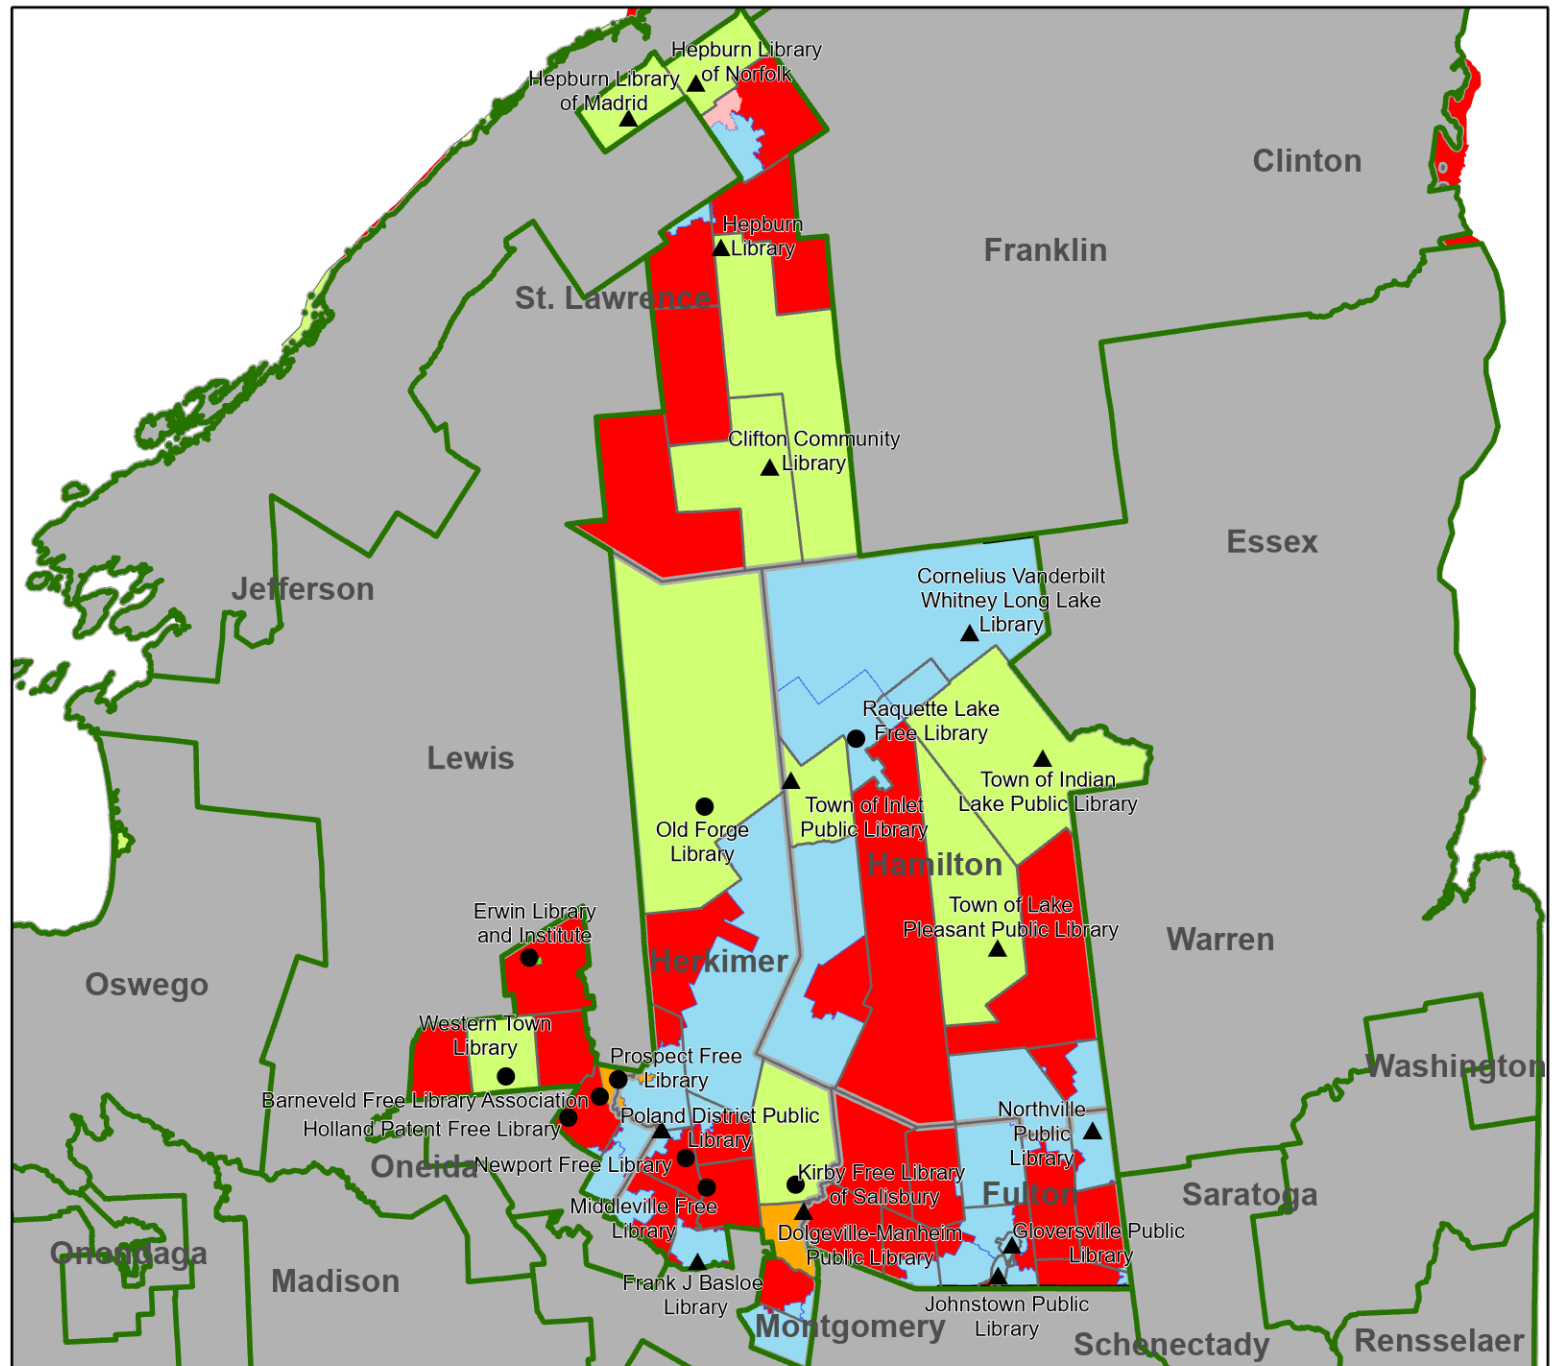 Hepburn Library
of Norfolk
Hepburn Library
of Madrid
Clinton
Hepburn
Library
Franklin
St. Lawrence
Clifton Community
Library
Essex
Cornelius Vanderbilt
Whitney Long Lake
Library
Jefferson
Raquette Lake
Free Library
Lewis
Town of Indian
Lake Public Library
Town of Inlet
Public Library
Old Forge
Library
Hamilton
Town of Lake
Pleasant Public Library
Erwin Library
and Institute
Warren
Herkimer
Oswego
Western Town
Library
Prospect Free
Library
Washington
Barneveld Free Library Association
Holland Patent Free Library
Poland District Public
Library
Northville
Public
Library
Oneida
Newport Free Library
Kirby Free Library
of Salisbury
Fulton
Saratoga
Middleville Free
Library
Dolgeville-Manheim
Public Library
Gloversville Public
Library
Onondaga
Madison
Frank J Basloe
Library
Johnstown Public
Library
Montgomery
Schenectady
Rensselaer